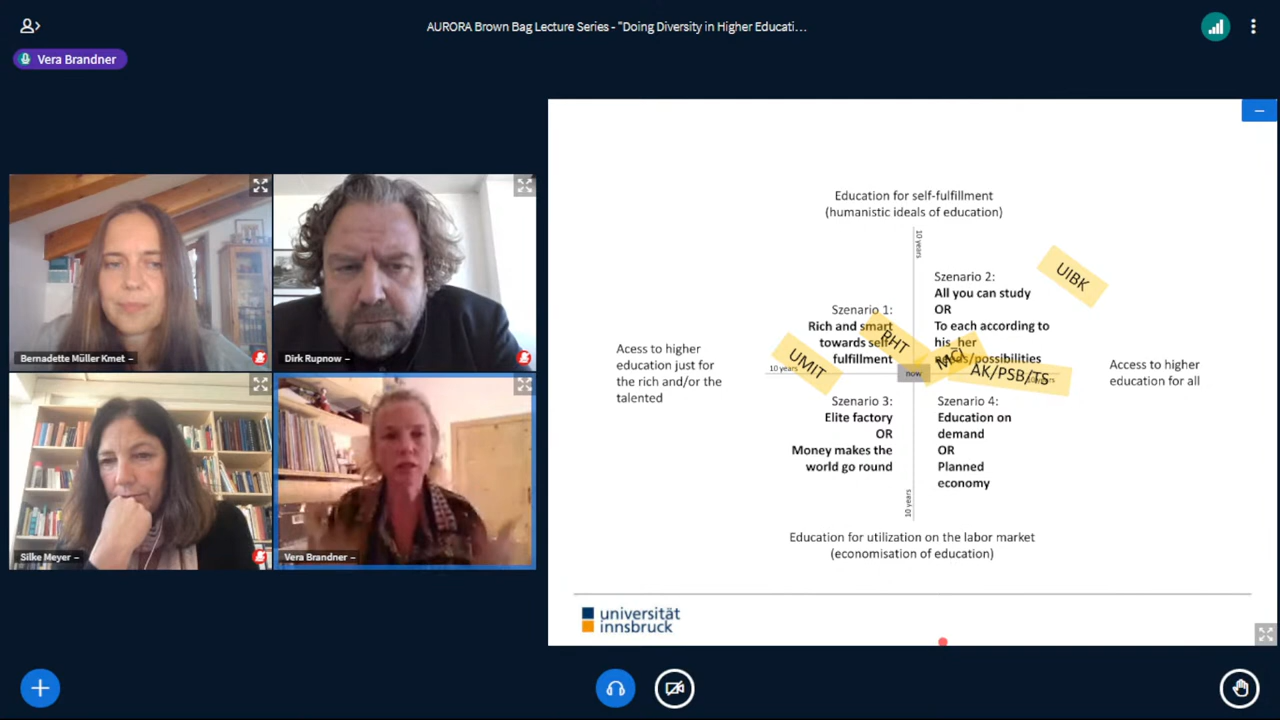 AURORA Brown Bag Lecture Series - "Doing Diversity in Higher Educati...
Vera Brandner
Bernadette Müller Kmet
Dirk Rupnow
Silke Meyer
Vera Brandner
Education for self-fulfillment
(humanistic ideals of education)
10 years
Szenario 1:
Rich and smart
towards self-
fulfillment
Szenario 2:
All you can study
OR
To each according to
his_her
needs/possibilities
UIBK
RHT
UMIT
MCI
AK/PSB/TS
Acess to higher
education just for
the rich and/or the
talented
10 years
now
10 years
Access to higher
education for all
Szenario 3:
Elite factory
OR
Money makes the
world go round
Szenario 4:
Education on
demand
OR
Planned
economy
10 years
Education for utilization on the labor market
(economisation of education)
universität
innsbruck